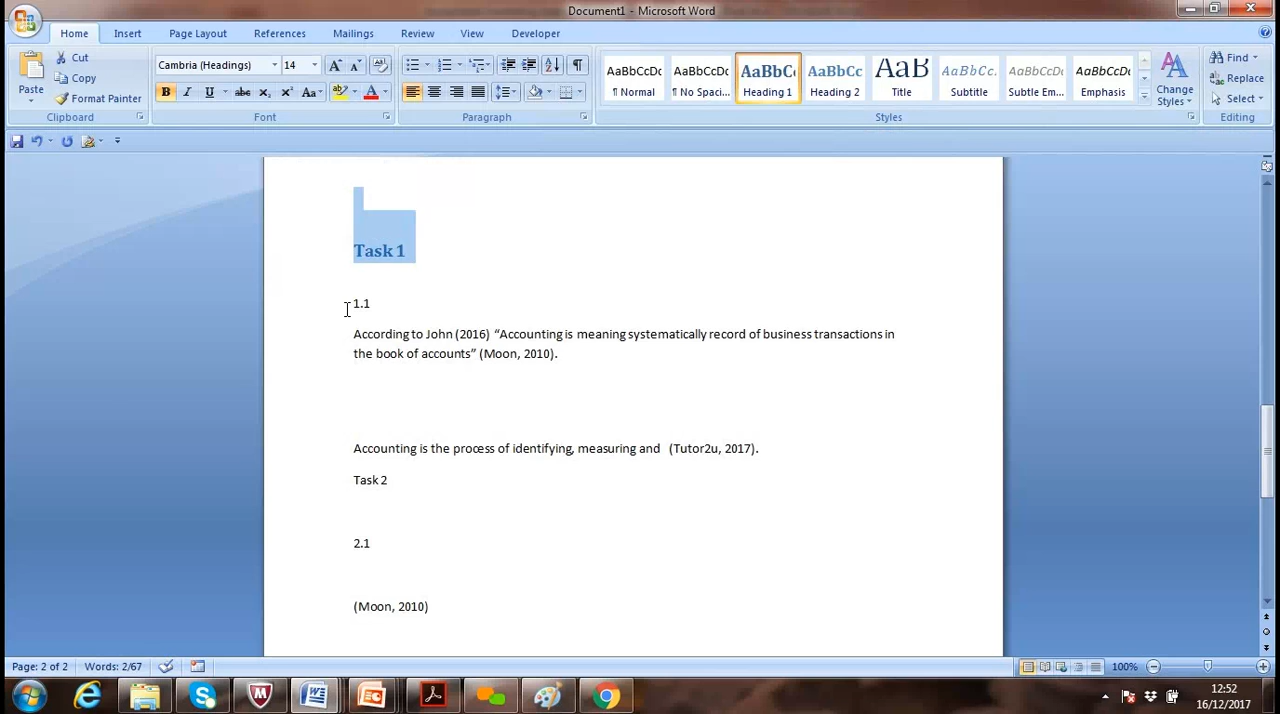 Document1 - Microsoft Word
Home Insert Page Layout References Mailings Review View Developer
Paste
Cut
Copy
Format Painter
Clipboard
Cambria (Headings) 14
B I U abc x₂ x² Aa
Font
Paragraph
AaBbCcDc AaBbCcDc AaBbC AaBbCc AaB AaBbCc. AaBbCcDc AaBbCcDc
¶ Normal ¶ No Spaci... Heading 1 Heading 2 Title Subtitle Subtle Em... Emphasis
Change
Styles
Styles
Find
Replace
Select
Editing
Task 1
1.1
According to John (2016) “Accounting is meaning systematically record of business transactions in
the book of accounts” (Moon, 2010).
Accounting is the process of identifying, measuring and (Tutor2u, 2017).
Task 2
2.1
(Moon, 2010)
Page: 2 of 2 Words: 2/67 100%
12:52
16/12/2017